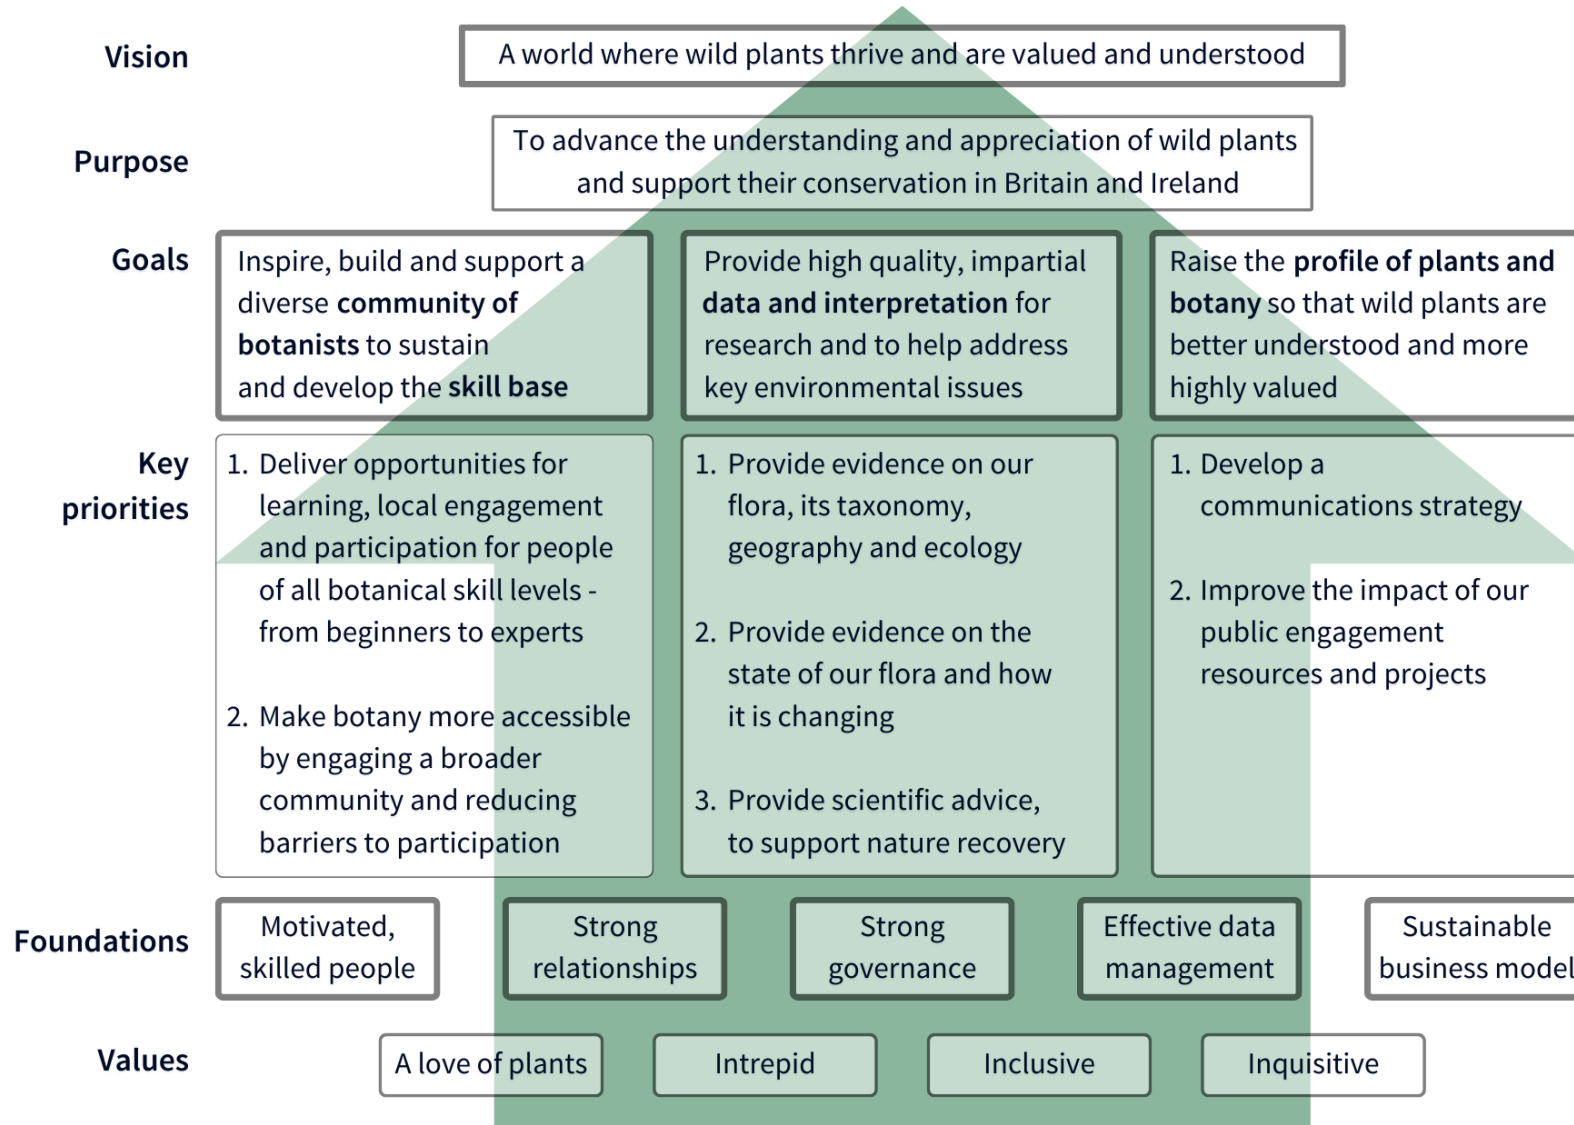 Vision
A world where wild plants thrive and are valued and understood
Purpose
To advance the understanding and appreciation of wild plants
and support their conservation in Britain and Ireland
Goals
Inspire, build and support a
diverse community of
botanists to sustain
and develop the skill base
Provide high quality, impartial
data and interpretation for
research and to help address
key environmental issues
Raise the profile of plants and
botany so that wild plants are
better understood and more
highly valued
Key
priorities
1. Deliver opportunities for
learning, local engagement
and participation for people
of all botanical skill levels -
from beginners to experts
2. Make botany more accessible
by engaging a broader
community and reducing
barriers to participation
1. Provide evidence on our
flora, its taxonomy,
geography and ecology
2. Provide evidence on the
state of our flora and how
it is changing
3. Provide scientific advice,
to support nature recovery
1. Develop a
communications strategy
2. Improve the impact of our
public engagement
resources and projects
Foundations
Motivated,
skilled people
Strong
relationships
Strong
governance
Effective data
management
Sustainable
business model
Values
A love of plants
Intrepid
Inclusive
Inquisitive